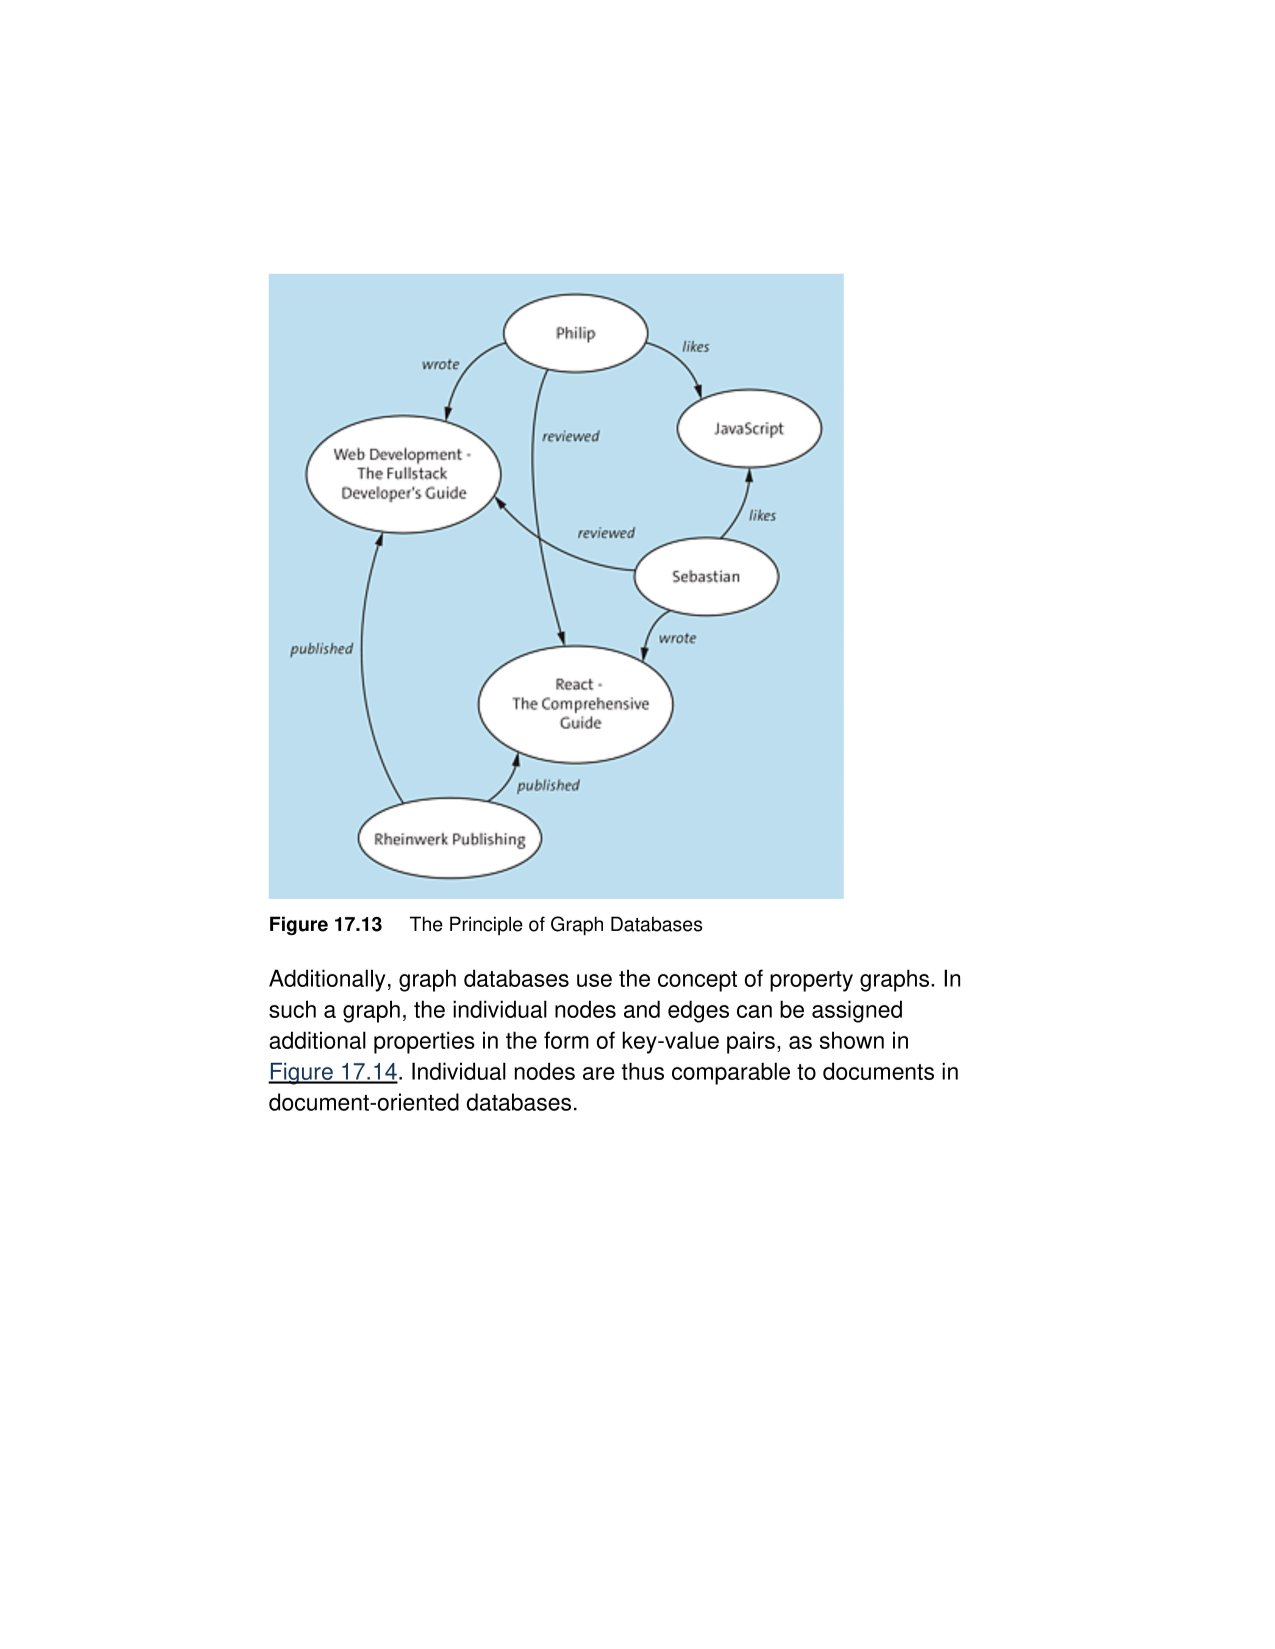 Philip
likes
wrote
JavaScript
reviewed
Web Development -
The Fullstack
Developer's Guide
likes
reviewed
Sebastian
wrote
published
React -
The Comprehensive
Guide
published
Rheinwerk Publishing
Figure 17.13 The Principle of Graph Databases
Additionally, graph databases use the concept of property graphs. In
such a graph, the individual nodes and edges can be assigned
additional properties in the form of key-value pairs, as shown in
Figure 17.14. Individual nodes are thus comparable to documents in
document-oriented databases.